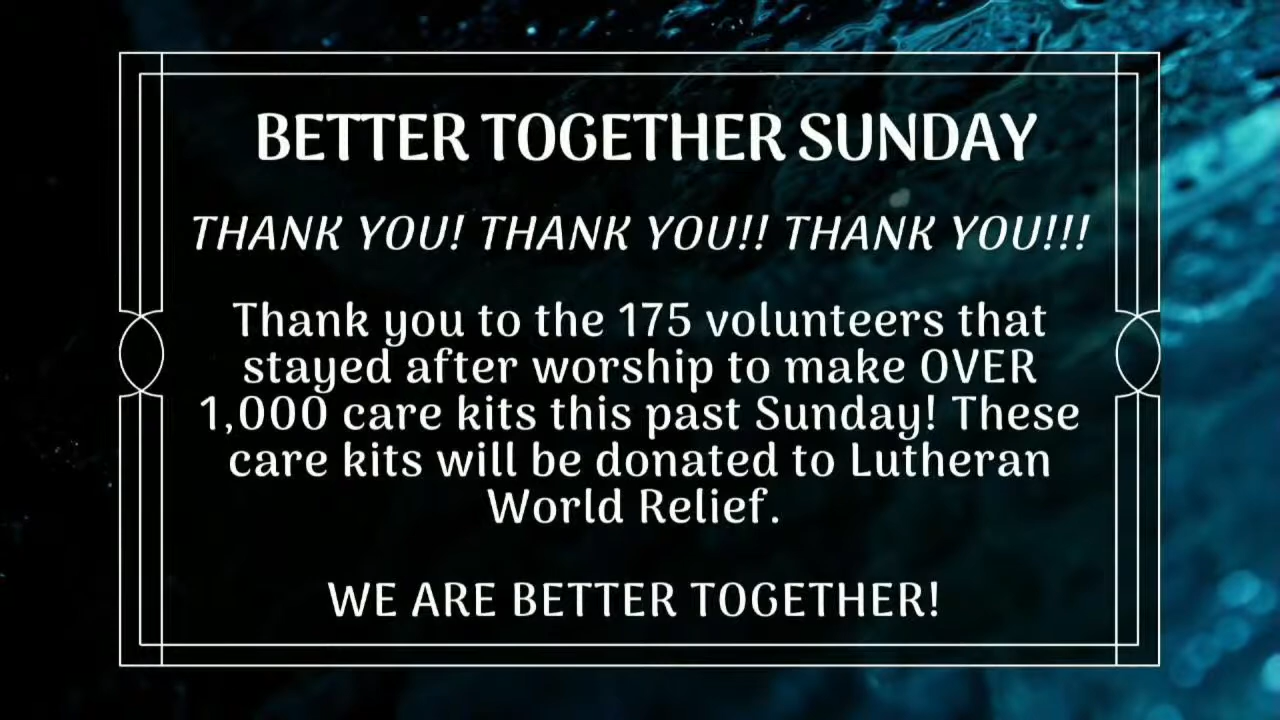 BETTER TOGETHER SUNDAY
THANK YOU! THANK YOU!! THANK YOU!!!
Thank you to the 175 volunteers that
stayed after worship to make OVER
1,000 care kits this past Sunday! These
care kits will be donated to Lutheran
World Relief.
WE ARE BETTER TOGETHER!